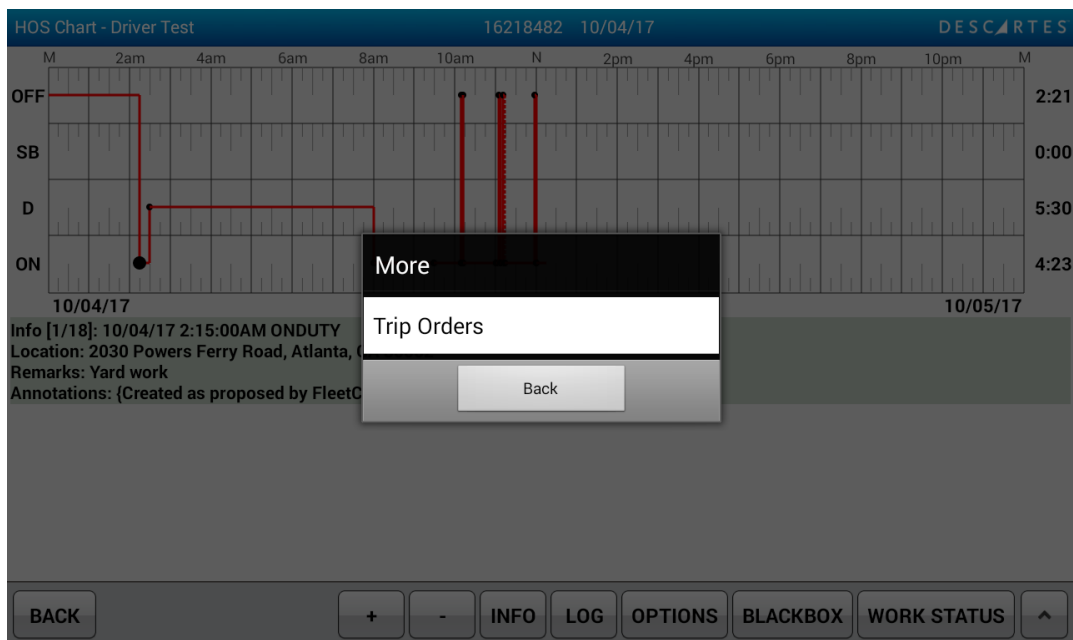 HOS Chart - Driver Test 16218482 10/04/17 DESCARTES
M 2am 4am 6am 8am 10am N 2pm 4pm 6pm 8pm 10pm M
OFF 2:21
SB 0:00
D 5:30
ON 4:23
10/04/17 10/05/17
More
Trip Orders
Back
Info [1/18]: 10/04/17 2:15:00AM ONDUTY
Location: 2030 Powers Ferry Road, Atlanta,
Remarks: Yard work
Annotations: {Created as proposed by FleetC
BACK + - INFO LOG OPTIONS BLACKBOX WORK STATUS ^